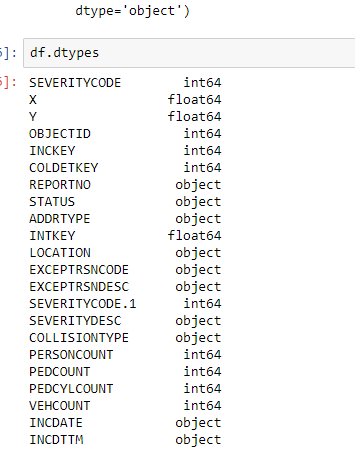 dtype='object')
]: df.dtypes
]: SEVERITYCODE int64
X float64
Y float64
OBJECTID int64
INCKEY int64
COLDETKEY int64
REPORTNO object
STATUS object
ADDRTYPE object
INTKEY float64
LOCATION object
EXCEPTRSNCODE object
EXCEPTRSNDESC object
SEVERITYCODE.1 int64
SEVERITYDESC object
COLLISIONTYPE object
PERSONCOUNT int64
PEDCOUNT int64
PEDCYLCOUNT int64
VEHCOUNT int64
INCDATE object
INCDTTM object